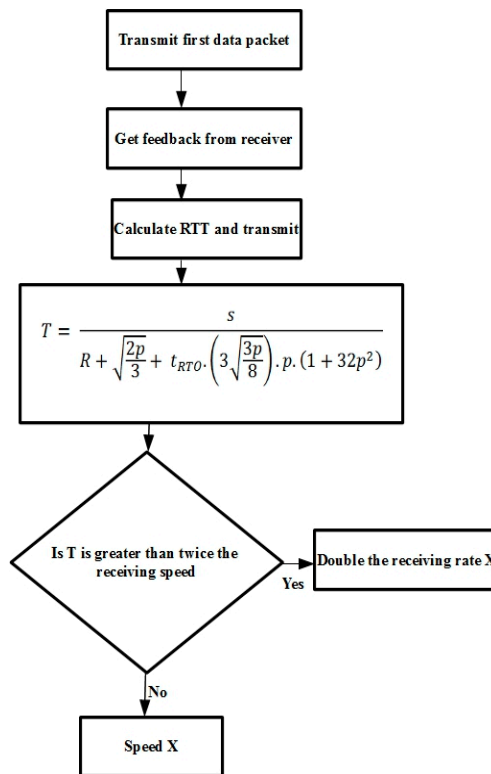 Transmit first data packet
Get feedback from receiver
Calculate RTT and transmit
T = s / (R + √(2p/3) + t_RTO . (3√(3p/8)) . p. (1 + 32p²))
Is T is greater than twice the
receiving speed
Yes
Double the receiving rate X
No
Speed X